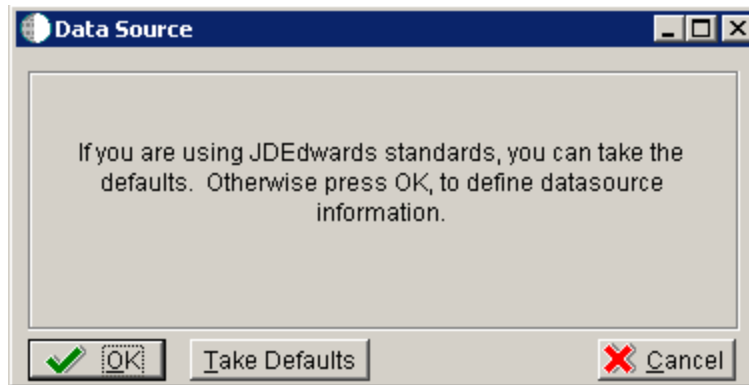 Data Source
If you are using JDEdwards standards, you can take the
defaults.  Otherwise press OK, to define datasource
information.
OK
Take Defaults
Cancel